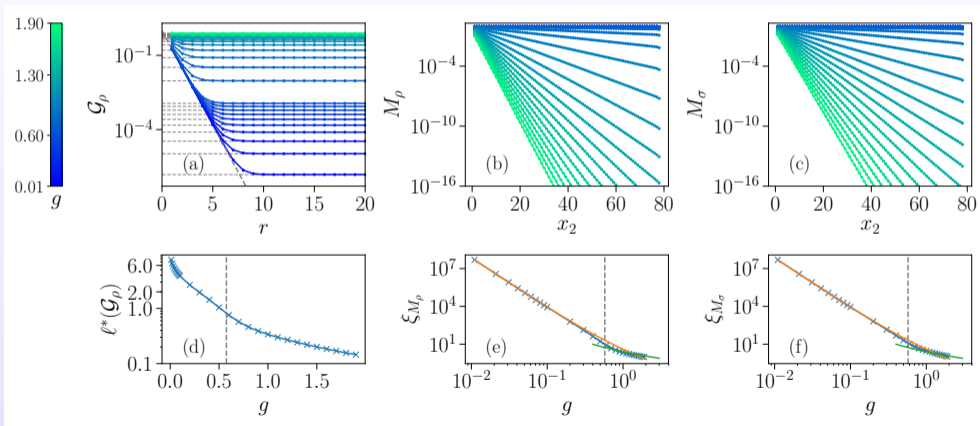 1.90
1.30
0.60
0.01
g
𝒢ρ
10⁻¹
10⁻⁴
(a)
0 5 10 15 20
r
Mρ
10⁻⁴
10⁻¹⁰
10⁻¹⁶
(b)
0 20 40 60 80
x₂
Mσ
10⁻⁴
10⁻¹⁰
10⁻¹⁶
(c)
0 20 40 60 80
x₂
ℓ*(𝒢ρ)
6.0
2.0
1.0
0.1
(d)
0.0 0.5 1.0 1.5
g
ξMρ
10⁷
10⁴
10¹
(e)
10⁻² 10⁻¹ 10⁰
g
ξMσ
10⁷
10⁴
10¹
(f)
10⁻² 10⁻¹ 10⁰
g